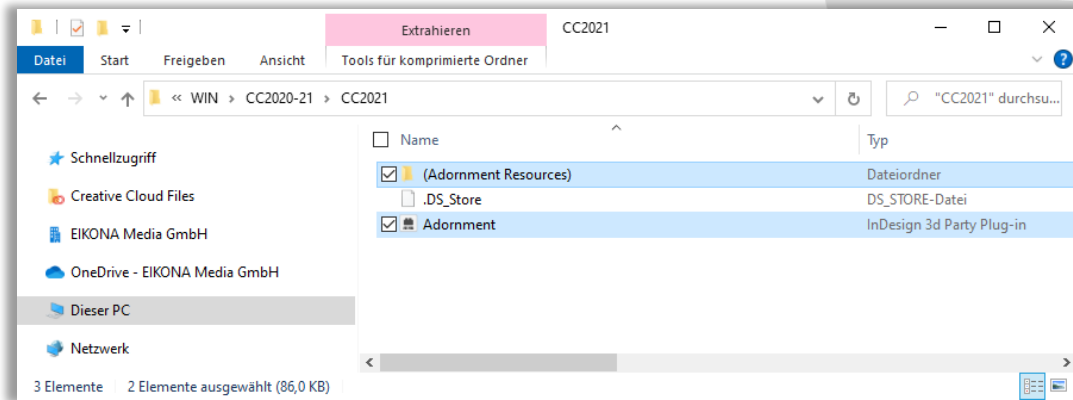 Extrahieren CC2021
Datei Start Freigeben Ansicht Tools für komprimierte Ordner
« WIN › CC2020-21 › CC2021 "CC2021" durchsu...
Name Typ
Schnellzugriff
(Adornment Resources) Dateiordner
Creative Cloud Files
.DS_Store DS_STORE-Datei
Adornment InDesign 3d Party Plug-in
EIKONA Media GmbH
OneDrive - EIKONA Media GmbH
Dieser PC
Netzwerk
3 Elemente 2 Elemente ausgewählt (86,0 KB)